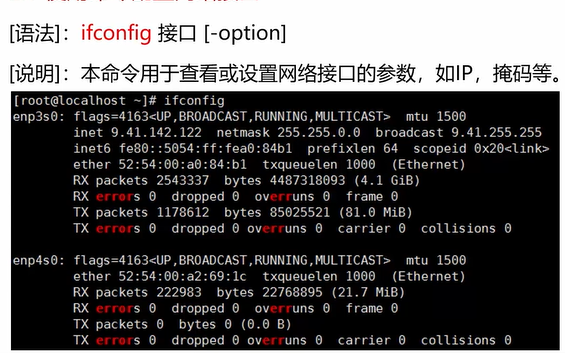 [语法]：ifconfig 接口 [-option]
[说明]：本命令用于查看或设置网络接口的参数，如IP，掩码等。
[root@localhost ~]# ifconfig
enp3s0: flags=4163<UP,BROADCAST,RUNNING,MULTICAST>  mtu 1500
        inet 9.41.142.122  netmask 255.255.0.0  broadcast 9.41.255.255
        inet6 fe80::5054:ff:fea0:84b1  prefixlen 64  scopeid 0x20<link>
        ether 52:54:00:a0:84:b1  txqueuelen 1000  (Ethernet)
        RX packets 2543337  bytes 4487318093 (4.1 GiB)
        RX errors 0  dropped 0  overruns 0  frame 0
        TX packets 1178612  bytes 85025521 (81.0 MiB)
        TX errors 0  dropped 0 overruns 0  carrier 0  collisions 0
enp4s0: flags=4163<UP,BROADCAST,RUNNING,MULTICAST>  mtu 1500
        ether 52:54:00:a2:69:1c  txqueuelen 1000  (Ethernet)
        RX packets 222983  bytes 22768895 (21.7 MiB)
        RX errors 0  dropped 0  overruns 0  frame 0
        TX packets 0  bytes 0 (0.0 B)
        TX errors 0  dropped 0 overruns 0  carrier 0  collisions 0